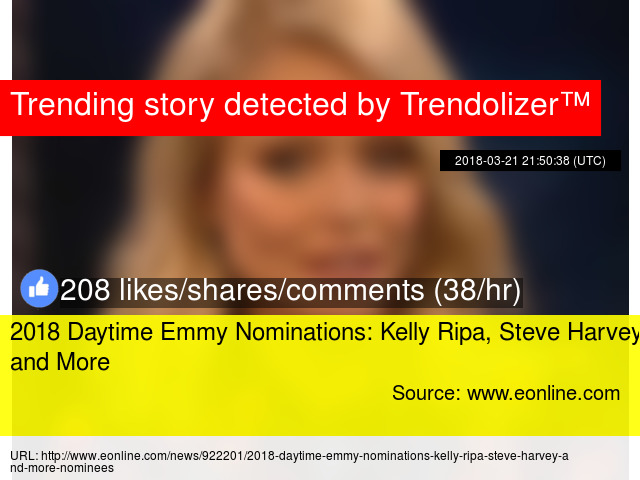 Trending story detected by Trendolizer™
2018-03-21 21:50:38 (UTC)
208 likes/shares/comments (38/hr)
2018 Daytime Emmy Nominations: Kelly Ripa, Steve Harvey
and More
Source: www.eonline.com
URL: http://www.eonline.com/news/922201/2018-daytime-emmy-nominations-kelly-ripa-steve-harvey-a
nd-more-nominees